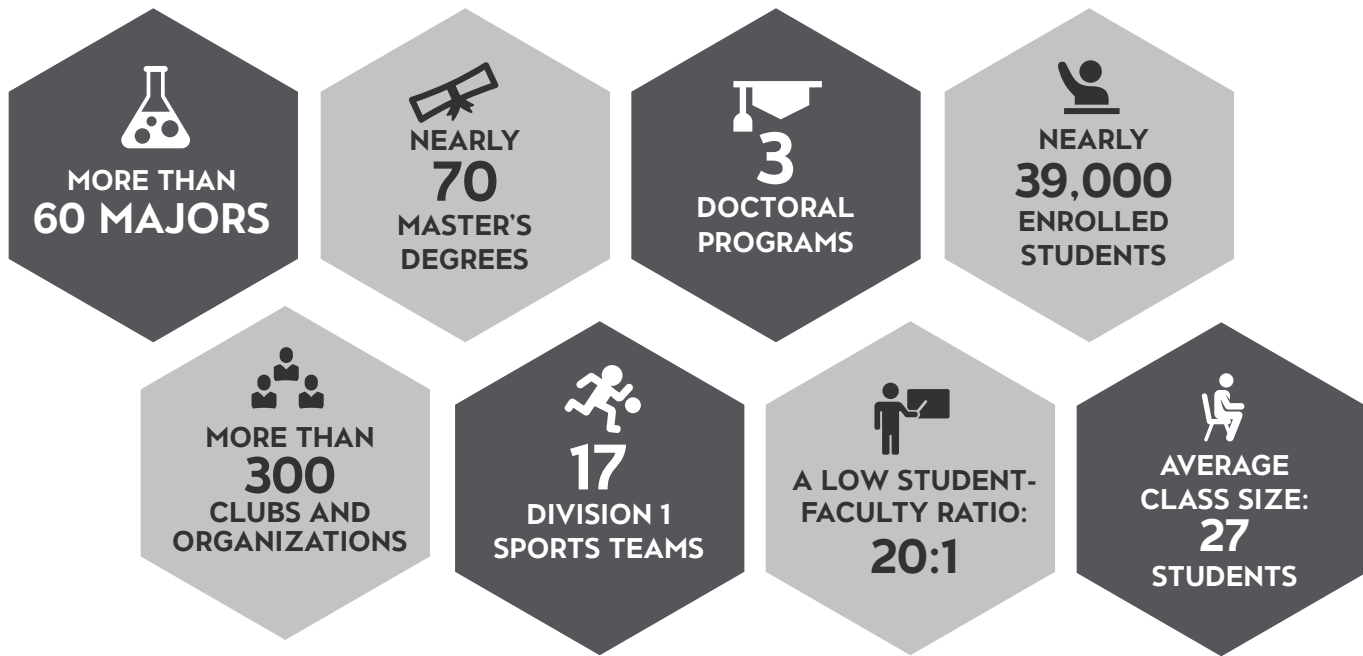 MORE THAN
60 MAJORS
NEARLY
70
MASTER'S
DEGREES
3
DOCTORAL
PROGRAMS
NEARLY
39,000
ENROLLED
STUDENTS
MORE THAN
300
CLUBS AND
ORGANIZATIONS
17
DIVISION 1
SPORTS TEAMS
A LOW STUDENT-
FACULTY RATIO:
20:1
AVERAGE
CLASS SIZE:
27
STUDENTS